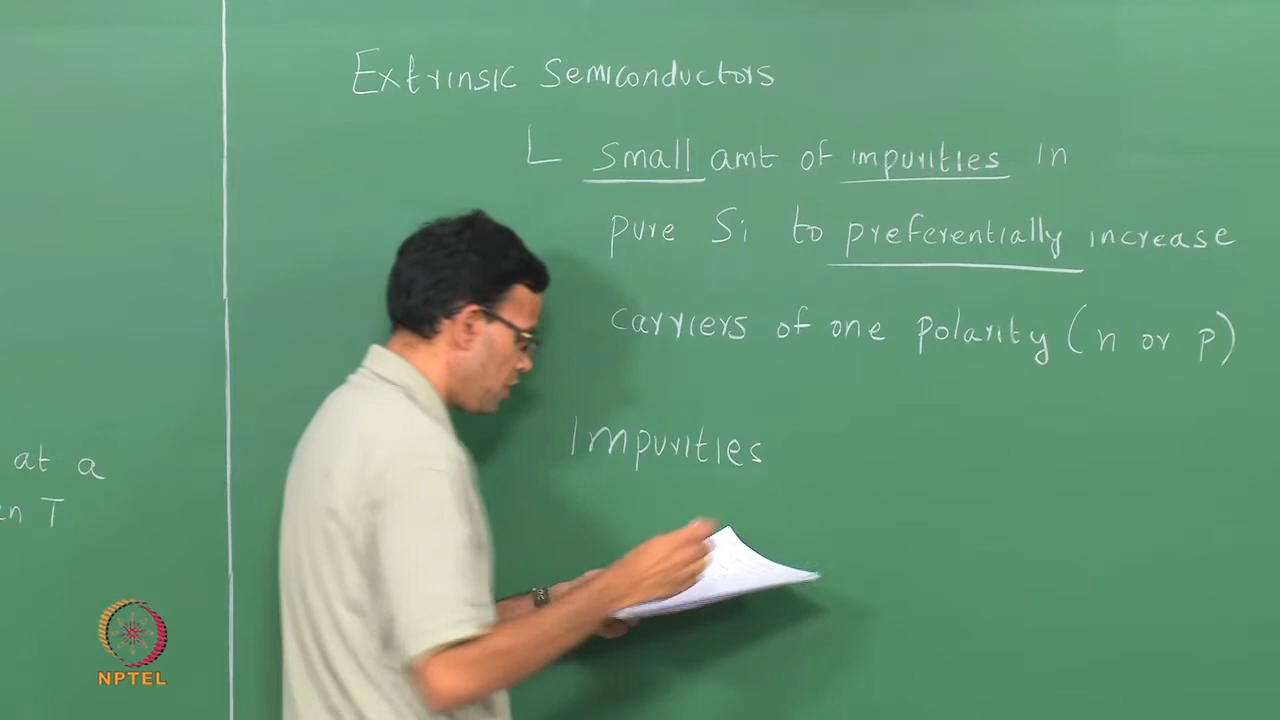 Extrinsic Semiconductors
Small amt of impurities in
pure Si to preferentially increase
carriers of one polarity (n or p)
Impurities
at a
en T
NPTEL